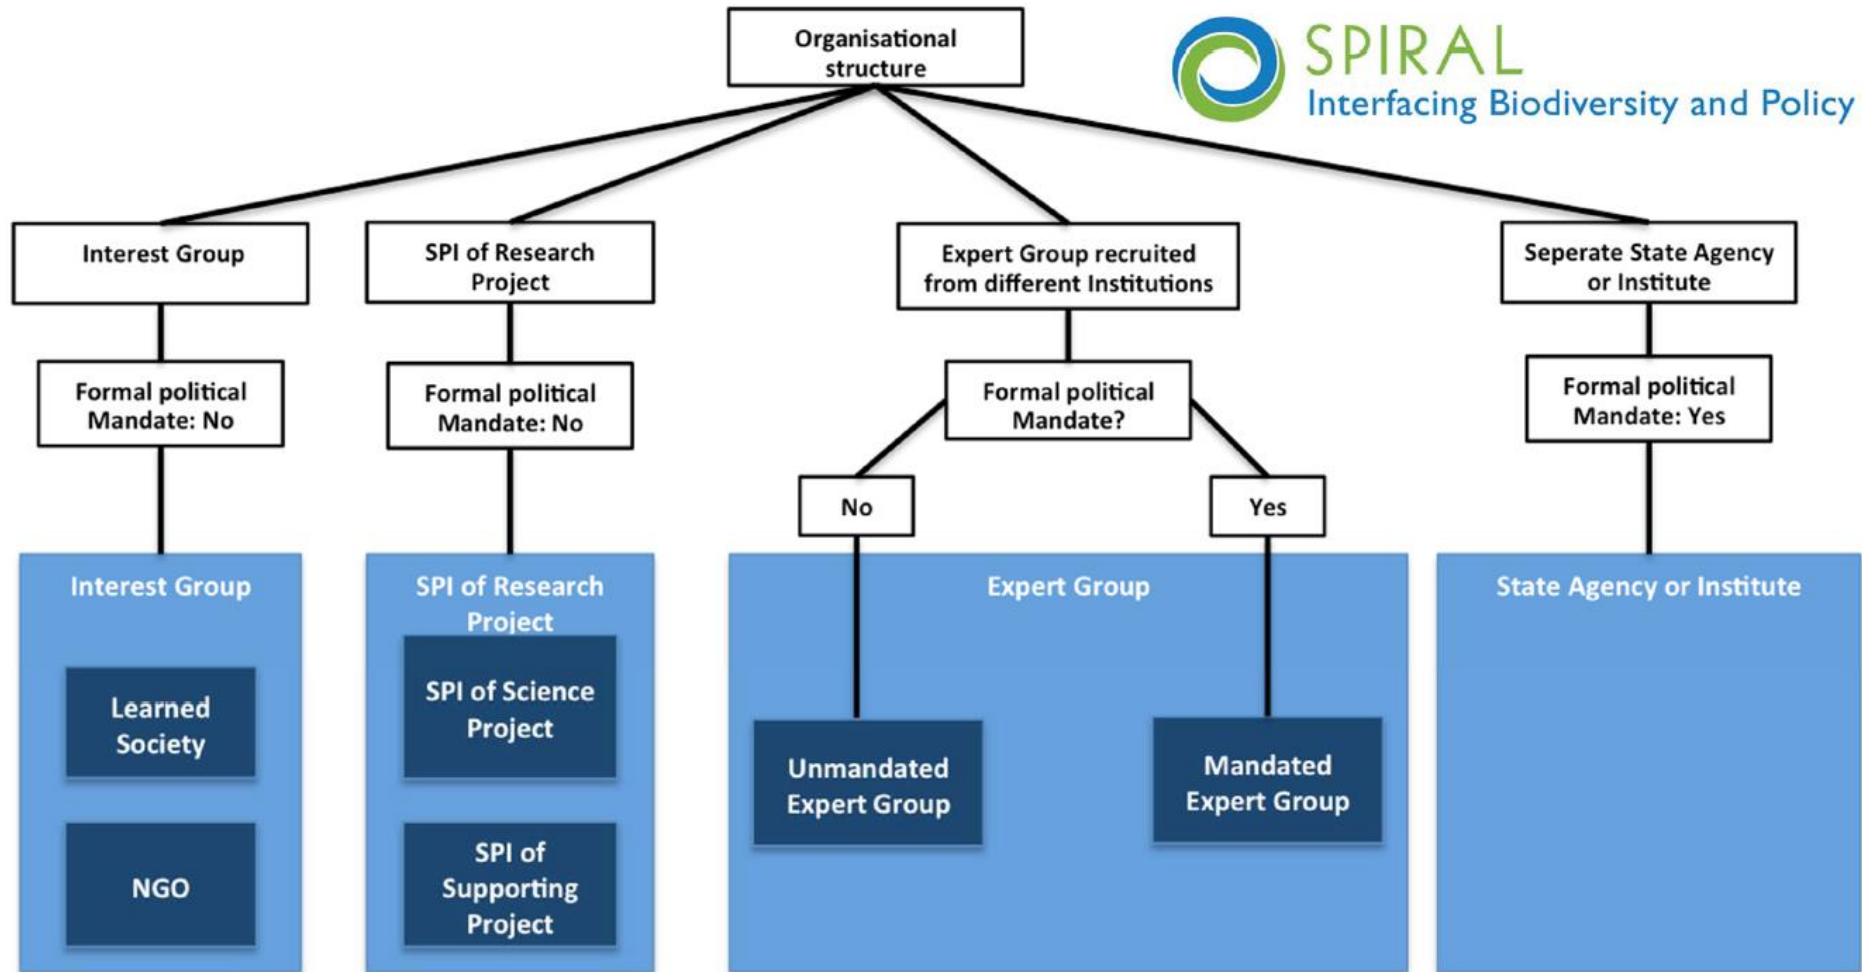 Organisational
structure
SPIRAL
Interfacing Biodiversity and Policy
Interest Group
SPI of Research
Project
Expert Group recruited
from different Institutions
Seperate State Agency
or Institute
Formal political
Mandate: No
Formal political
Mandate: No
Formal political
Mandate?
Formal political
Mandate: Yes
No
Yes
Interest Group
SPI of Research
Project
Expert Group
State Agency or Institute
Learned
Society
SPI of Science
Project
Unmandated
Expert Group
Mandated
Expert Group
NGO
SPI of
Supporting
Project